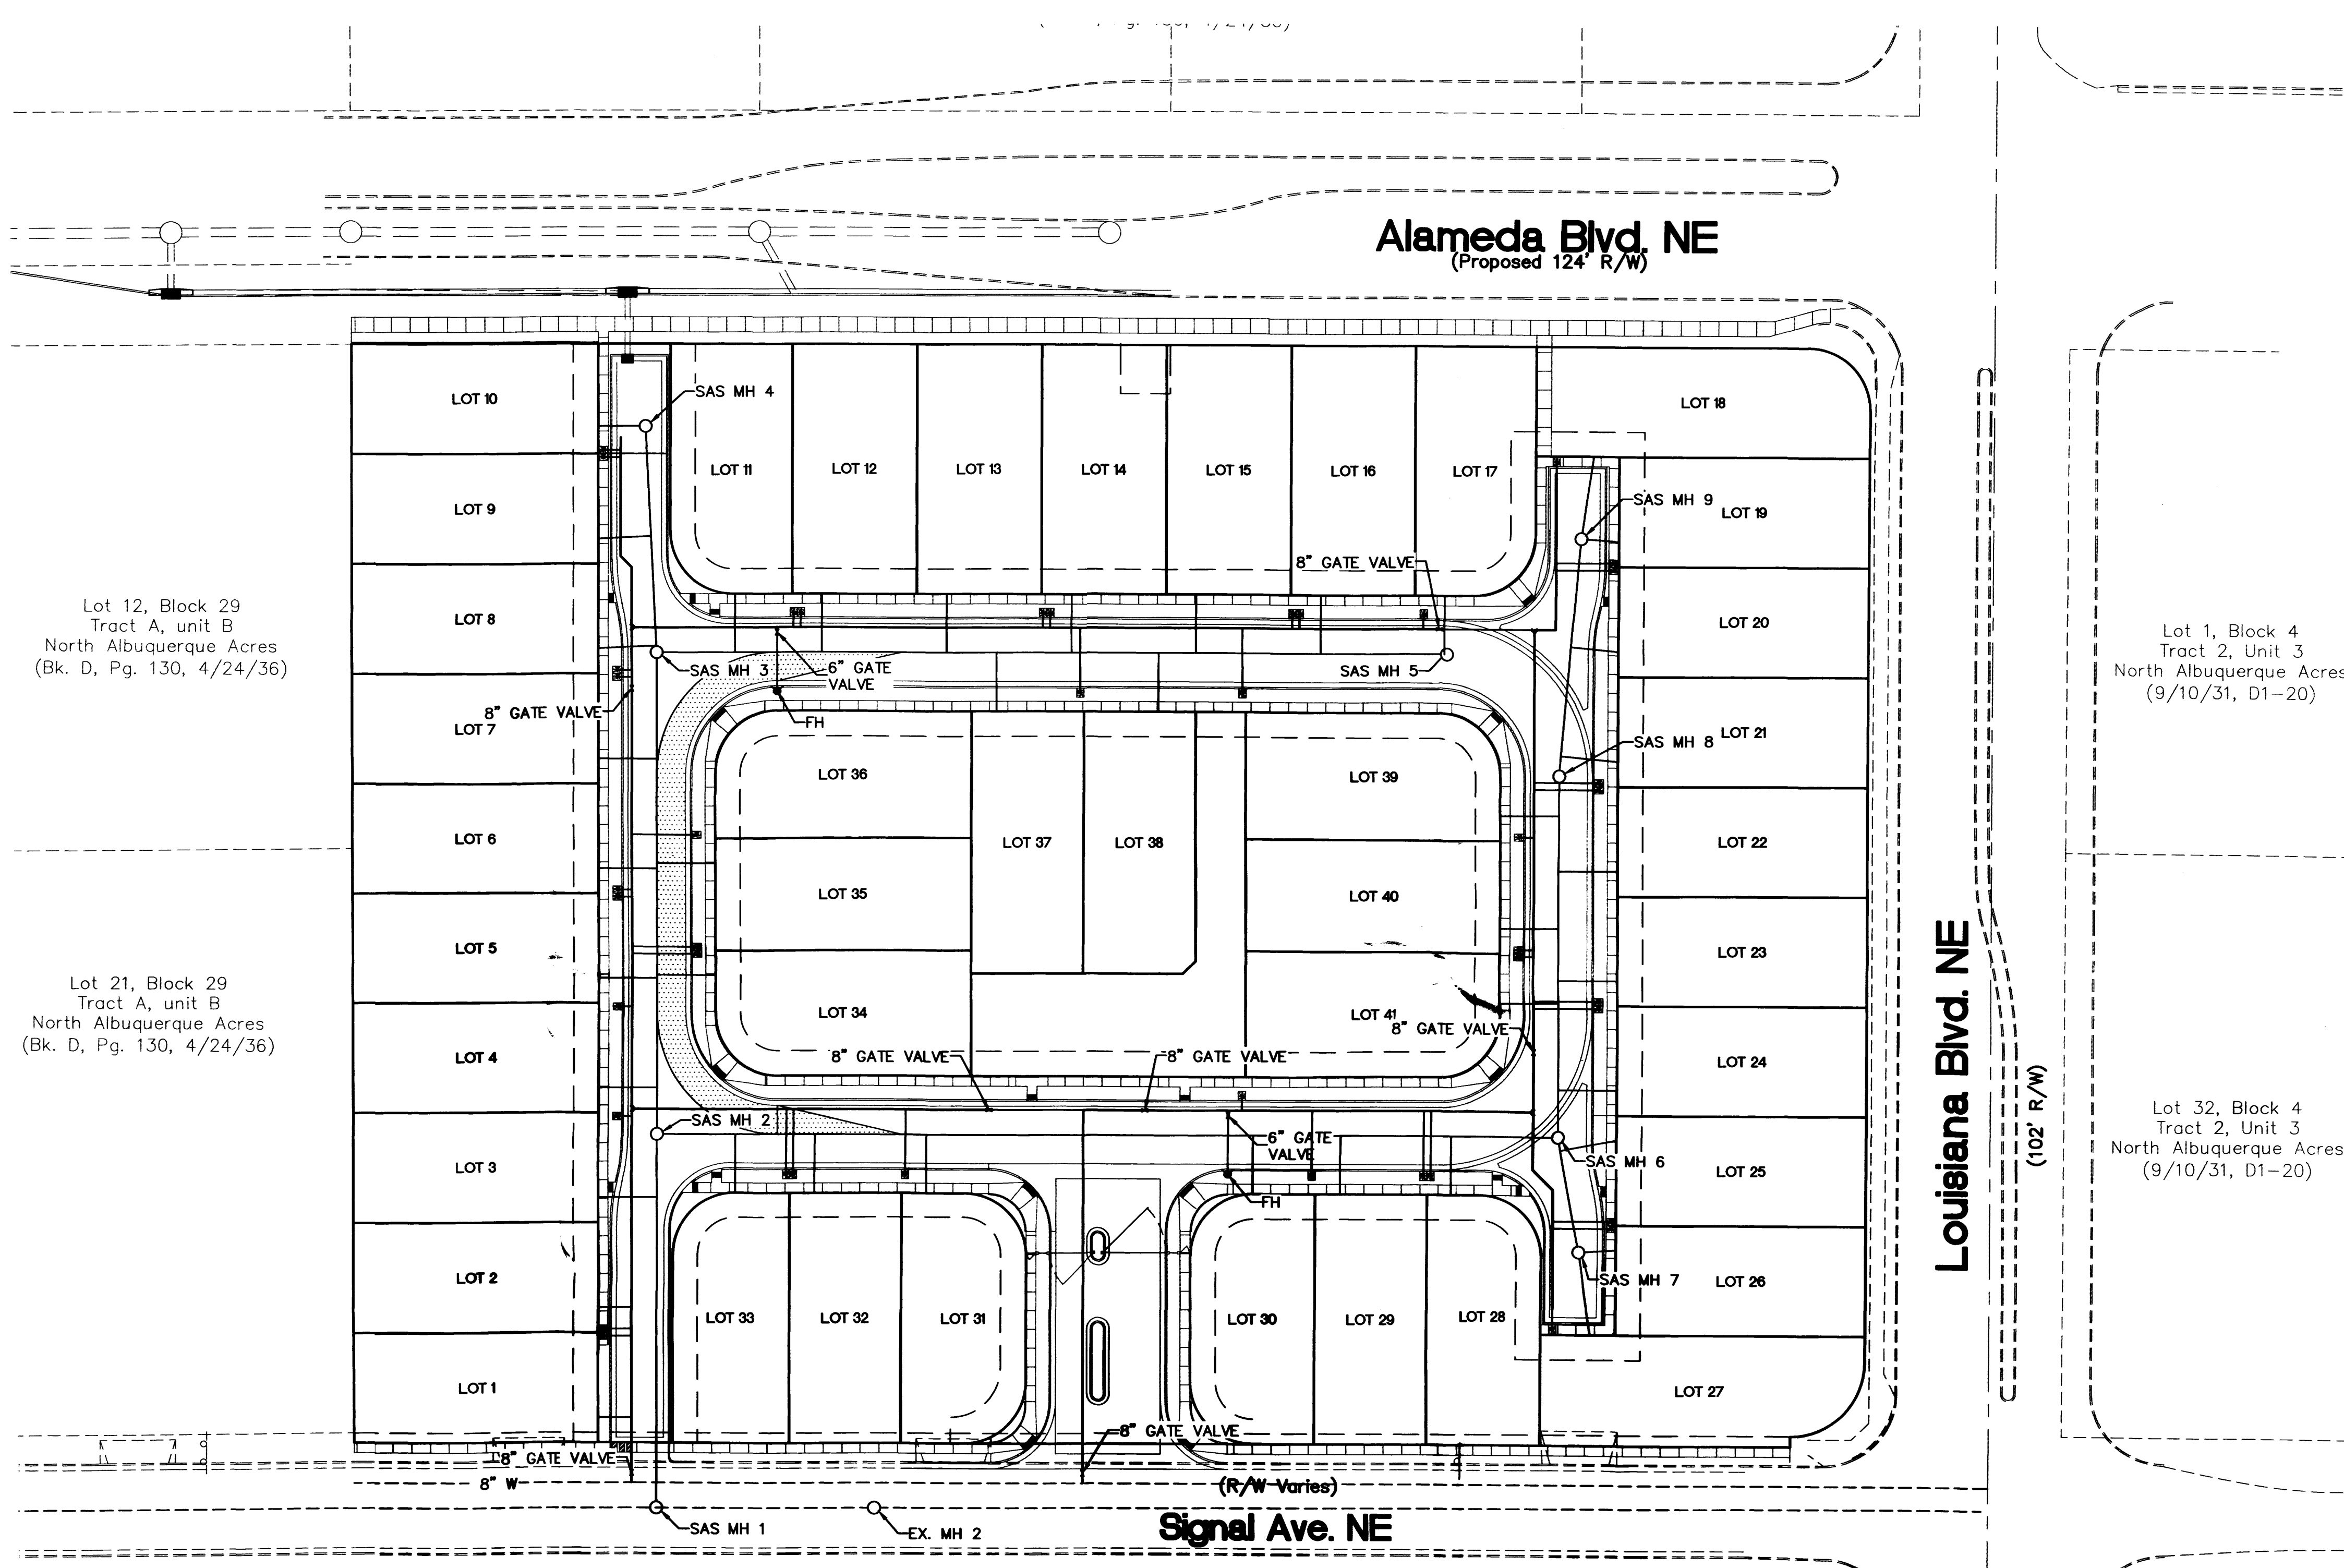 Alameda Blvd. NE
(Proposed 124' R/W)
LOT 10
SAS MH 4
LOT 18
LOT 11
LOT 12
LOT 13
LOT 14
LOT 15
LOT 16
LOT 17
LOT 9
SAS MH 9
LOT 19
8" GATE VALVE
Lot 12, Block 29
Tract A, unit B
North Albuquerque Acres
(Bk. D, Pg. 130, 4/24/36)
LOT 8
LOT 20
Lot 1, Block 4
Tract 2, Unit 3
North Albuquerque Acres
(9/10/31, D1-20)
SAS MH 3
6" GATE
VALVE
SAS MH 5
8" GATE VALVE
FH
LOT 7
SAS MH 8
LOT 21
LOT 36
LOT 39
LOT 6
LOT 37
LOT 38
LOT 22
LOT 35
LOT 40
LOT 5
LOT 23
Lot 21, Block 29
Tract A, unit B
North Albuquerque Acres
(Bk. D, Pg. 130, 4/24/36)
LOT 34
LOT 41
8" GATE VALVE
LOT 4
8" GATE VALVE
8" GATE VALVE
LOT 24
Louisiana Blvd. NE
(102' R/W)
Lot 32, Block 4
Tract 2, Unit 3
North Albuquerque Acres
(9/10/31, D1-20)
SAS MH 2
6" GATE
VALVE
SAS MH 6
LOT 3
LOT 25
FH
LOT 2
SAS MH 7
LOT 26
LOT 33
LOT 32
LOT 31
LOT 30
LOT 29
LOT 28
LOT 1
LOT 27
8" GATE VALVE
8" GATE VALVE
8" W
(R/W Varies)
SAS MH 1
EX. MH 2
Signal Ave. NE